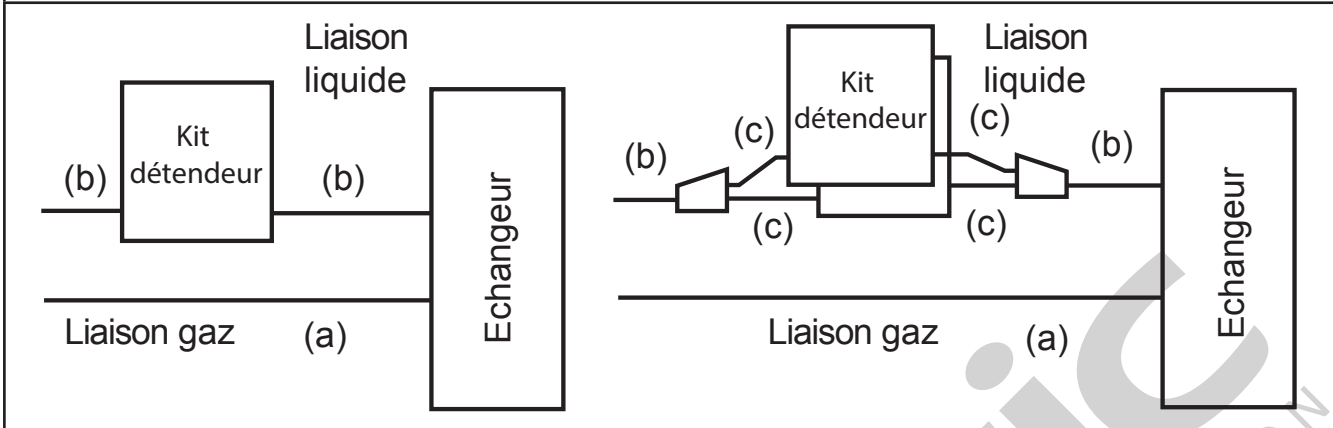 Liaison
liquide
Kit
détendeur
(b)
(b)
Echangeur
Liaison gaz
(a)
Liaison
liquide
Kit
détendeur
(c)
(c)
(b)
(b)
(c)
(c)
Echangeur
Liaison gaz
(a)